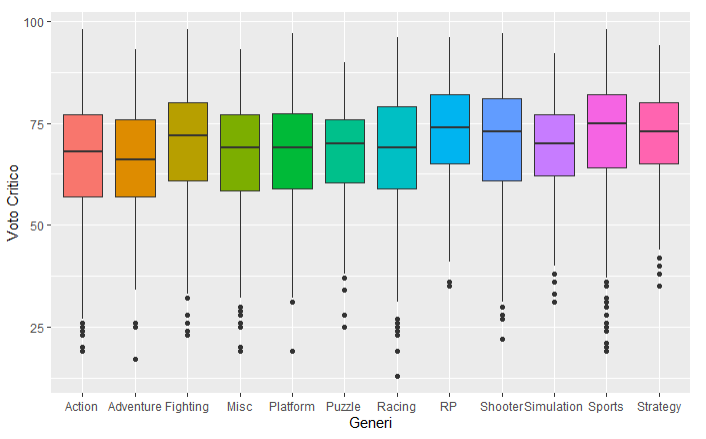 Voto Critico
100
75
50
25
Action Adventure Fighting Misc Platform Puzzle Racing RP Shooter Simulation Sports Strategy
Generi